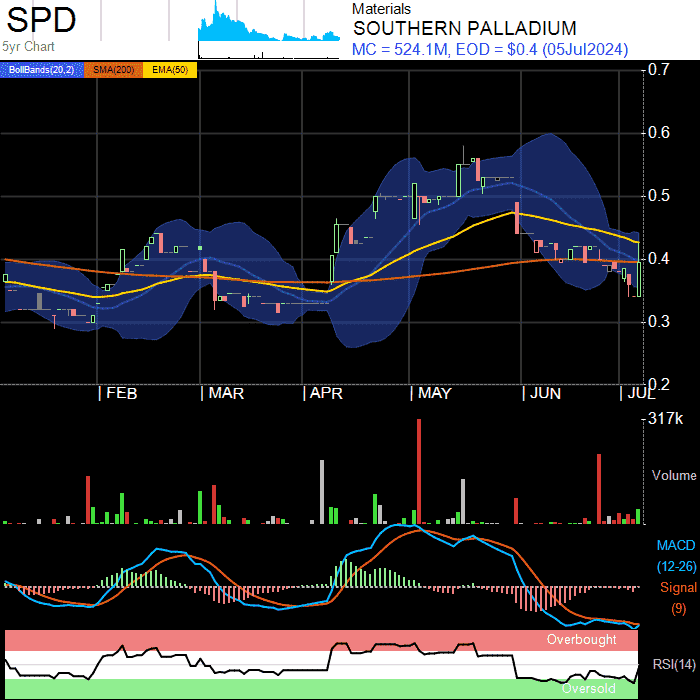 SPD
5yr Chart
Materials
SOUTHERN PALLADIUM
MC = 524.1M, EOD = $0.4 (05Jul2024)
BollBands(20,2) SMA(200) EMA(50)
0.7
0.6
0.5
0.4
0.3
0.2
FEB MAR APR MAY JUN JUL
317k
Volume
MACD
(12-26)
Signal
(9)
Overbought
RSI(14)
Oversold